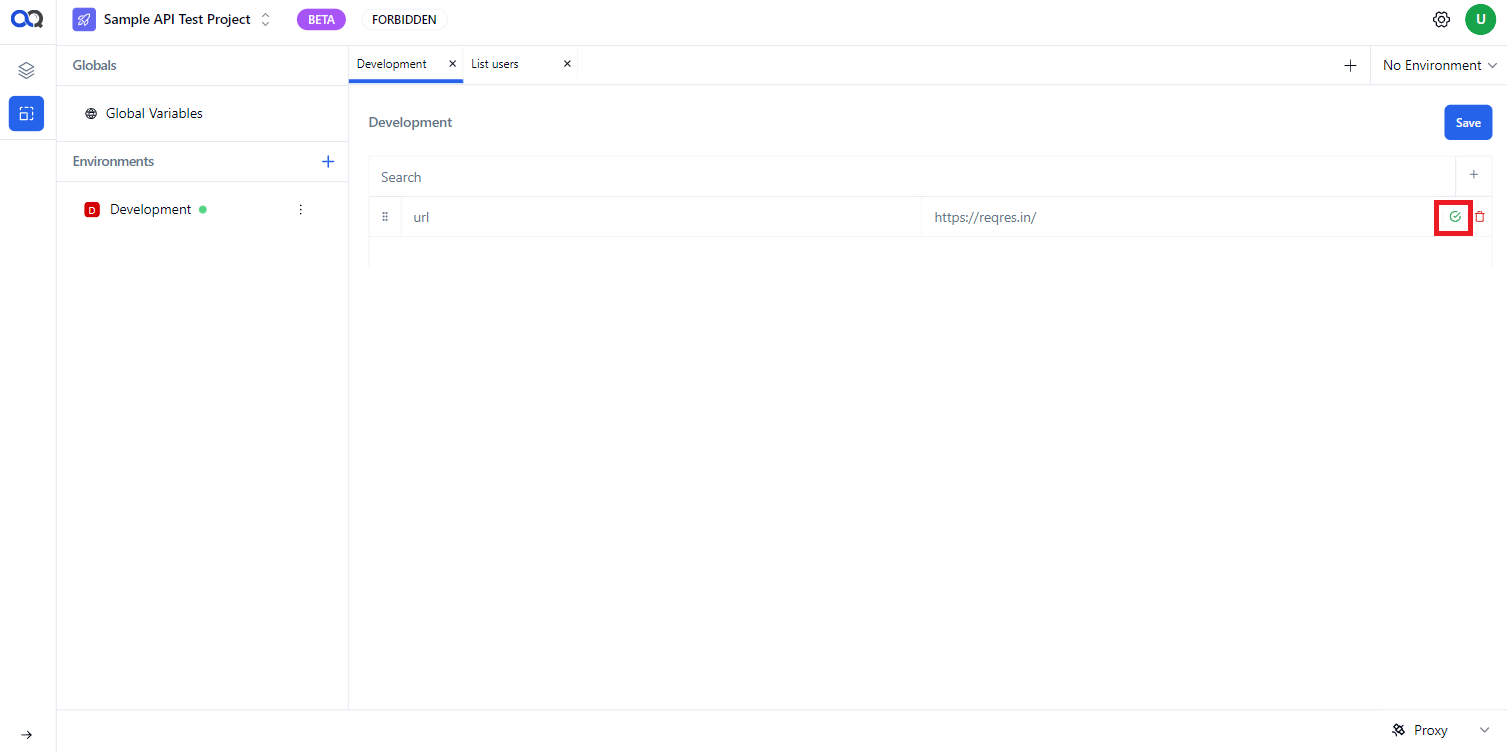 Sample API Test Project
BETA
FORBIDDEN
U
Globals
Development
List users
No Environment
Global Variables
Development
Save
Environments
Search
D Development
url
https://reqres.in/
Proxy